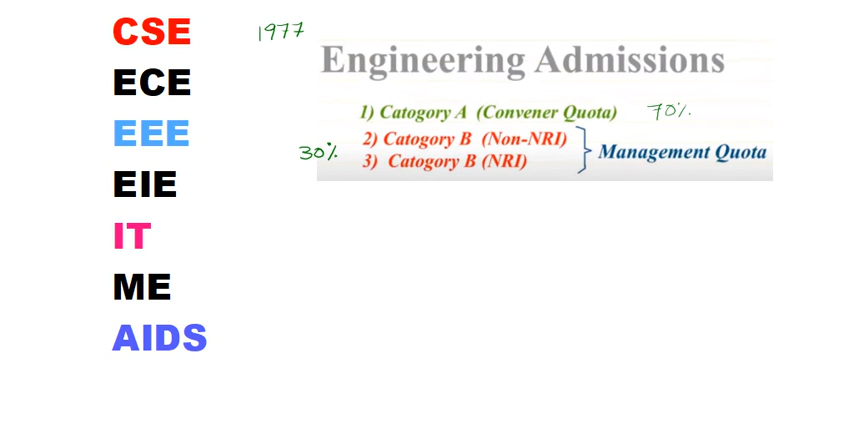 CSE
ECE
EEE
EIE
IT
ME
AIDS
1977
Engineering Admissions
1) Catogory A (Convener Quota) 70%
2) Catogory B (Non-NRI)
30%
3) Catogory B (NRI)
Management Quota